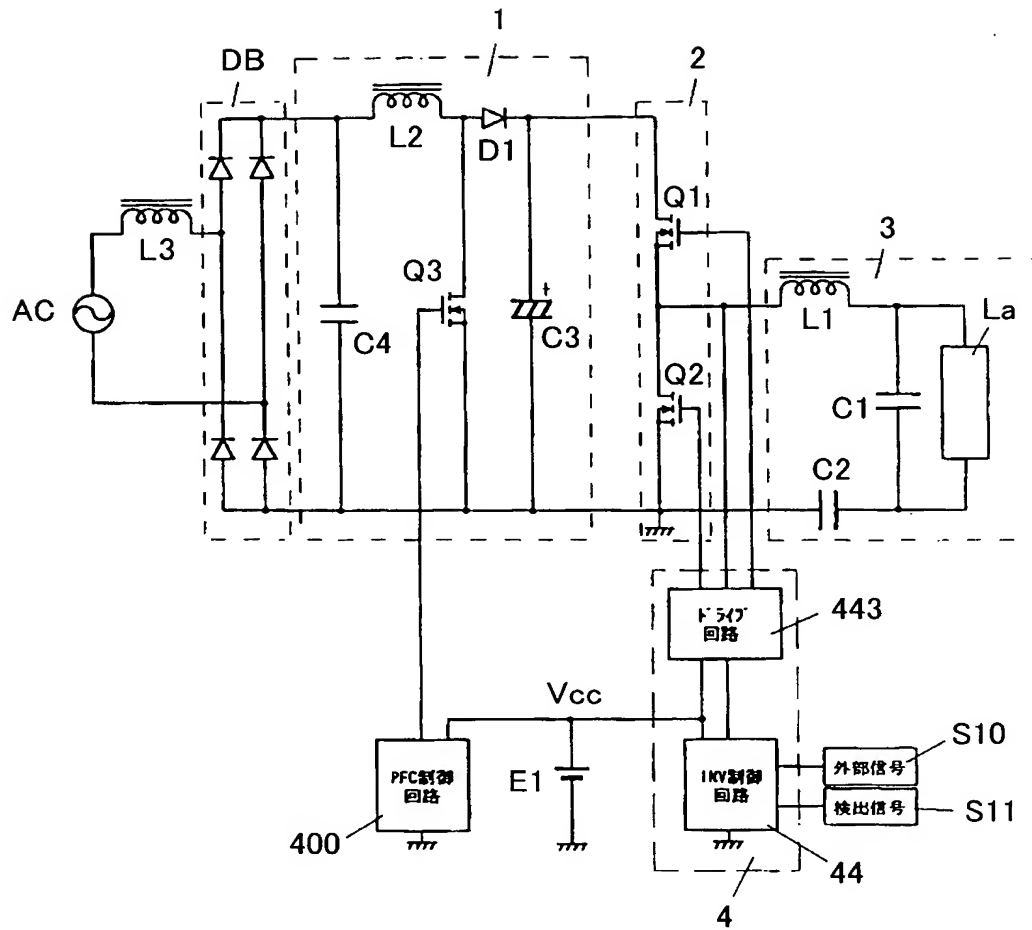 1
DB
2
L2
D1
Q1
3
L3
Q3
L1
La
AC
C4
C3
Q2
C1
C2
ドライブ
回路
443
Vcc
S10
PFC制御
回路
E1
INV制御
回路
外部信号
検出信号
S11
400
44
4